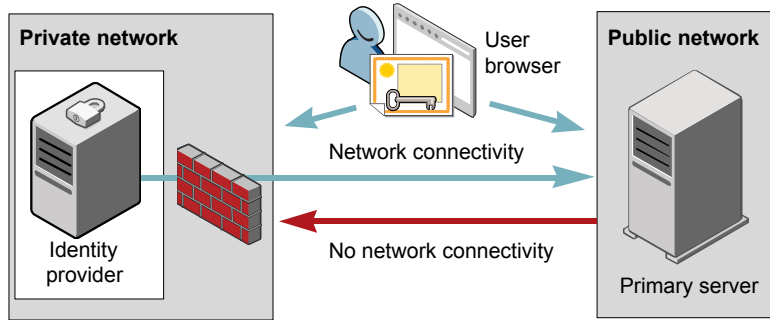 Private network
User
browser
Public network
Network connectivity
Identity
provider
No network connectivity
Primary server